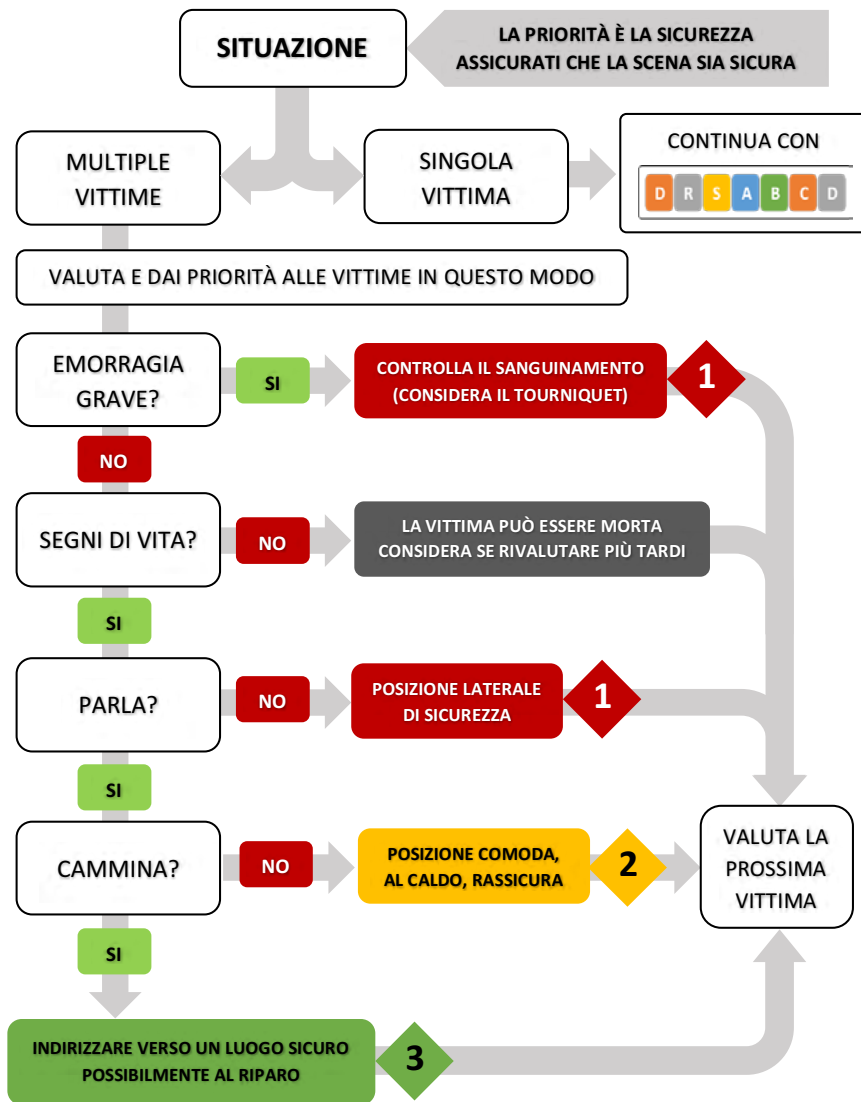 SITUAZIONE
LA PRIORITÀ È LA SICUREZZA
ASSICURATI CHE LA SCENA SIA SICURA
MULTIPLE
VITTIME
SINGOLA
VITTIMA
CONTINUA CON
D R S A B C D
VALUTA E DAI PRIORITÀ ALLE VITTIME IN QUESTO MODO
EMORRAGIA
GRAVE?
SI
CONTROLLA IL SANGUINAMENTO
(CONSIDERA IL TOURNIQUET)
1
NO
SEGNI DI VITA?
NO
LA VITTIMA PUÒ ESSERE MORTA
CONSIDERA SE RIVALUTARE PIÙ TARDI
SI
PARLA?
NO
POSIZIONE LATERALE
DI SICUREZZA
1
SI
CAMMINA?
NO
POSIZIONE COMODA,
AL CALDO, RASSICURA
2
VALUTA LA
PROSSIMA
VITTIMA
SI
INDIRIZZARE VERSO UN LUOGO SICURO
POSSIBILMENTE AL RIPARO
3